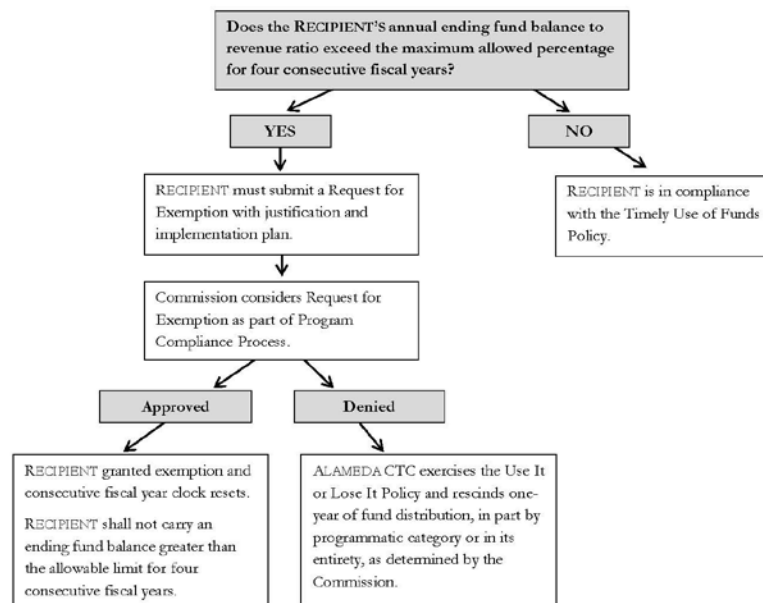 Does the RECIPIENT'S annual ending fund balance to
revenue ratio exceed the maximum allowed percentage
for four consecutive fiscal years?
YES
NO
RECIPIENT must submit a Request for
Exemption with justification and
implementation plan.
RECIPIENT is in compliance
with the Timely Use of Funds
Policy.
Commission considers Request for
Exemption as part of Program
Compliance Process.
Approved
Denied
RECIPIENT granted exemption and
consecutive fiscal year clock resets.
RECIPIENT shall not carry an
ending fund balance greater than
the allowable limit for four
consecutive fiscal years.
ALAMEDA CTC exercises the Use It
or Lose It Policy and rescinds one-
year of fund distribution, in part by
programmatic category or in its
entirety, as determined by the
Commission.